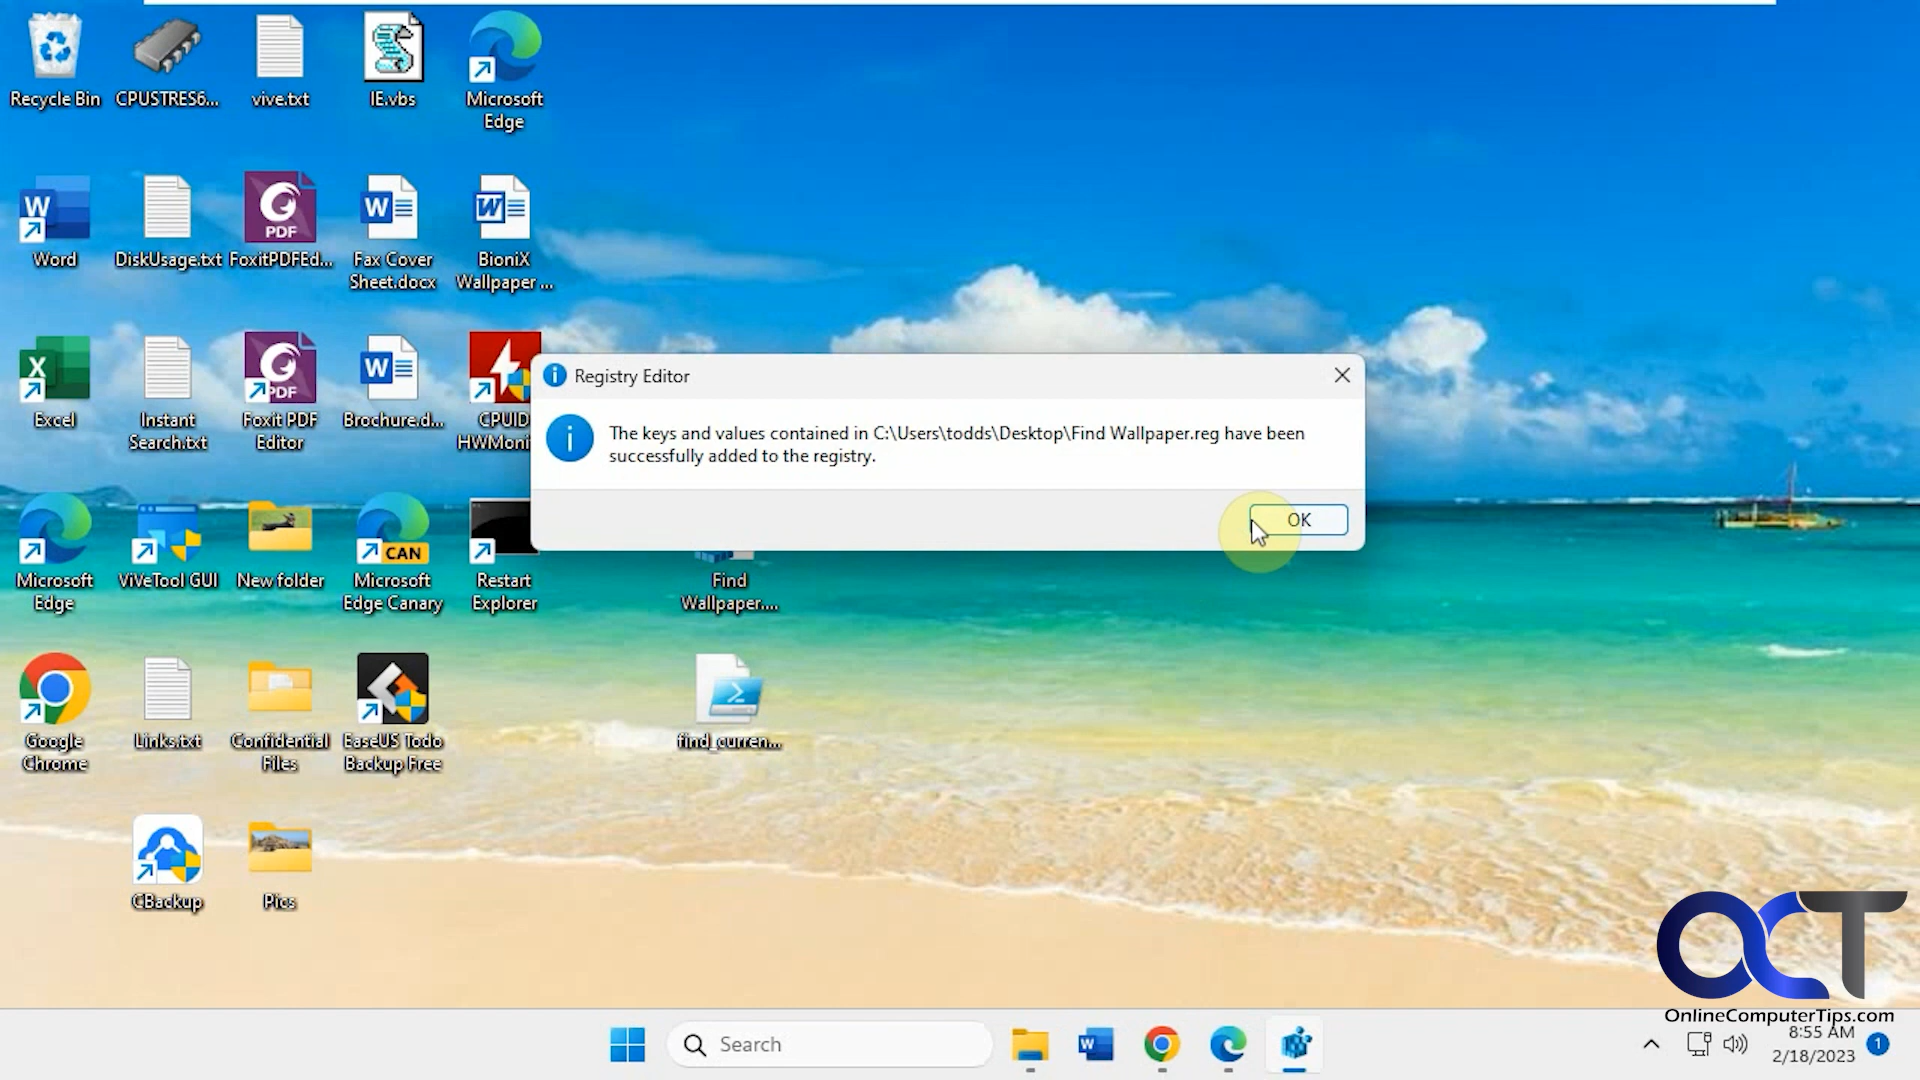 Recycle Bin
CPUSTRES6...
vive.txt
IE.vbs
Microsoft
Edge
W
Word
DiskUsage.txt
PDF
FoxitPDFEd...
W
Fax Cover
Sheet.docx
W
BioniX
Wallpaper ...
X
Excel
Instant
Search.txt
PDF
Foxit PDF
Editor
W
Brochure.d...
CPUID
HWMoni
Registry Editor
The keys and values contained in C:\Users\todds\Desktop\Find Wallpaper.reg have been
successfully added to the registry.
OK
Microsoft
Edge
ViVeTool GUI
New folder
CAN
Microsoft
Edge Canary
Restart
Explorer
Find
Wallpaper....
Google
Chrome
Links.txt
Confidential
Files
EaseUS Todo
Backup Free
find_curren...
CBackup
Pics
OCT
OnlineComputerTips.com
Search
W
8:55 AM
2/18/2023
1